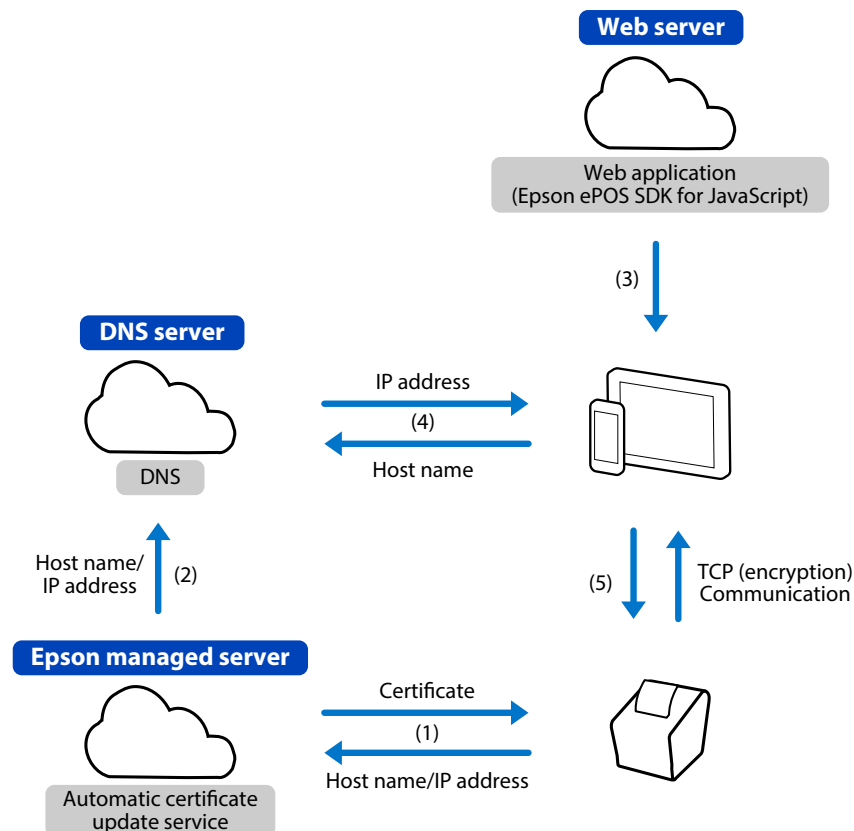 Web server
Web application
(Epson ePOS SDK for JavaScript)
(3)
DNS server
IP address
(4)
Host name
DNS
Host name/
IP address
(2)
(5)
TCP (encryption)
Communication
Epson managed server
Certificate
(1)
Host name/IP address
Automatic certificate
update service